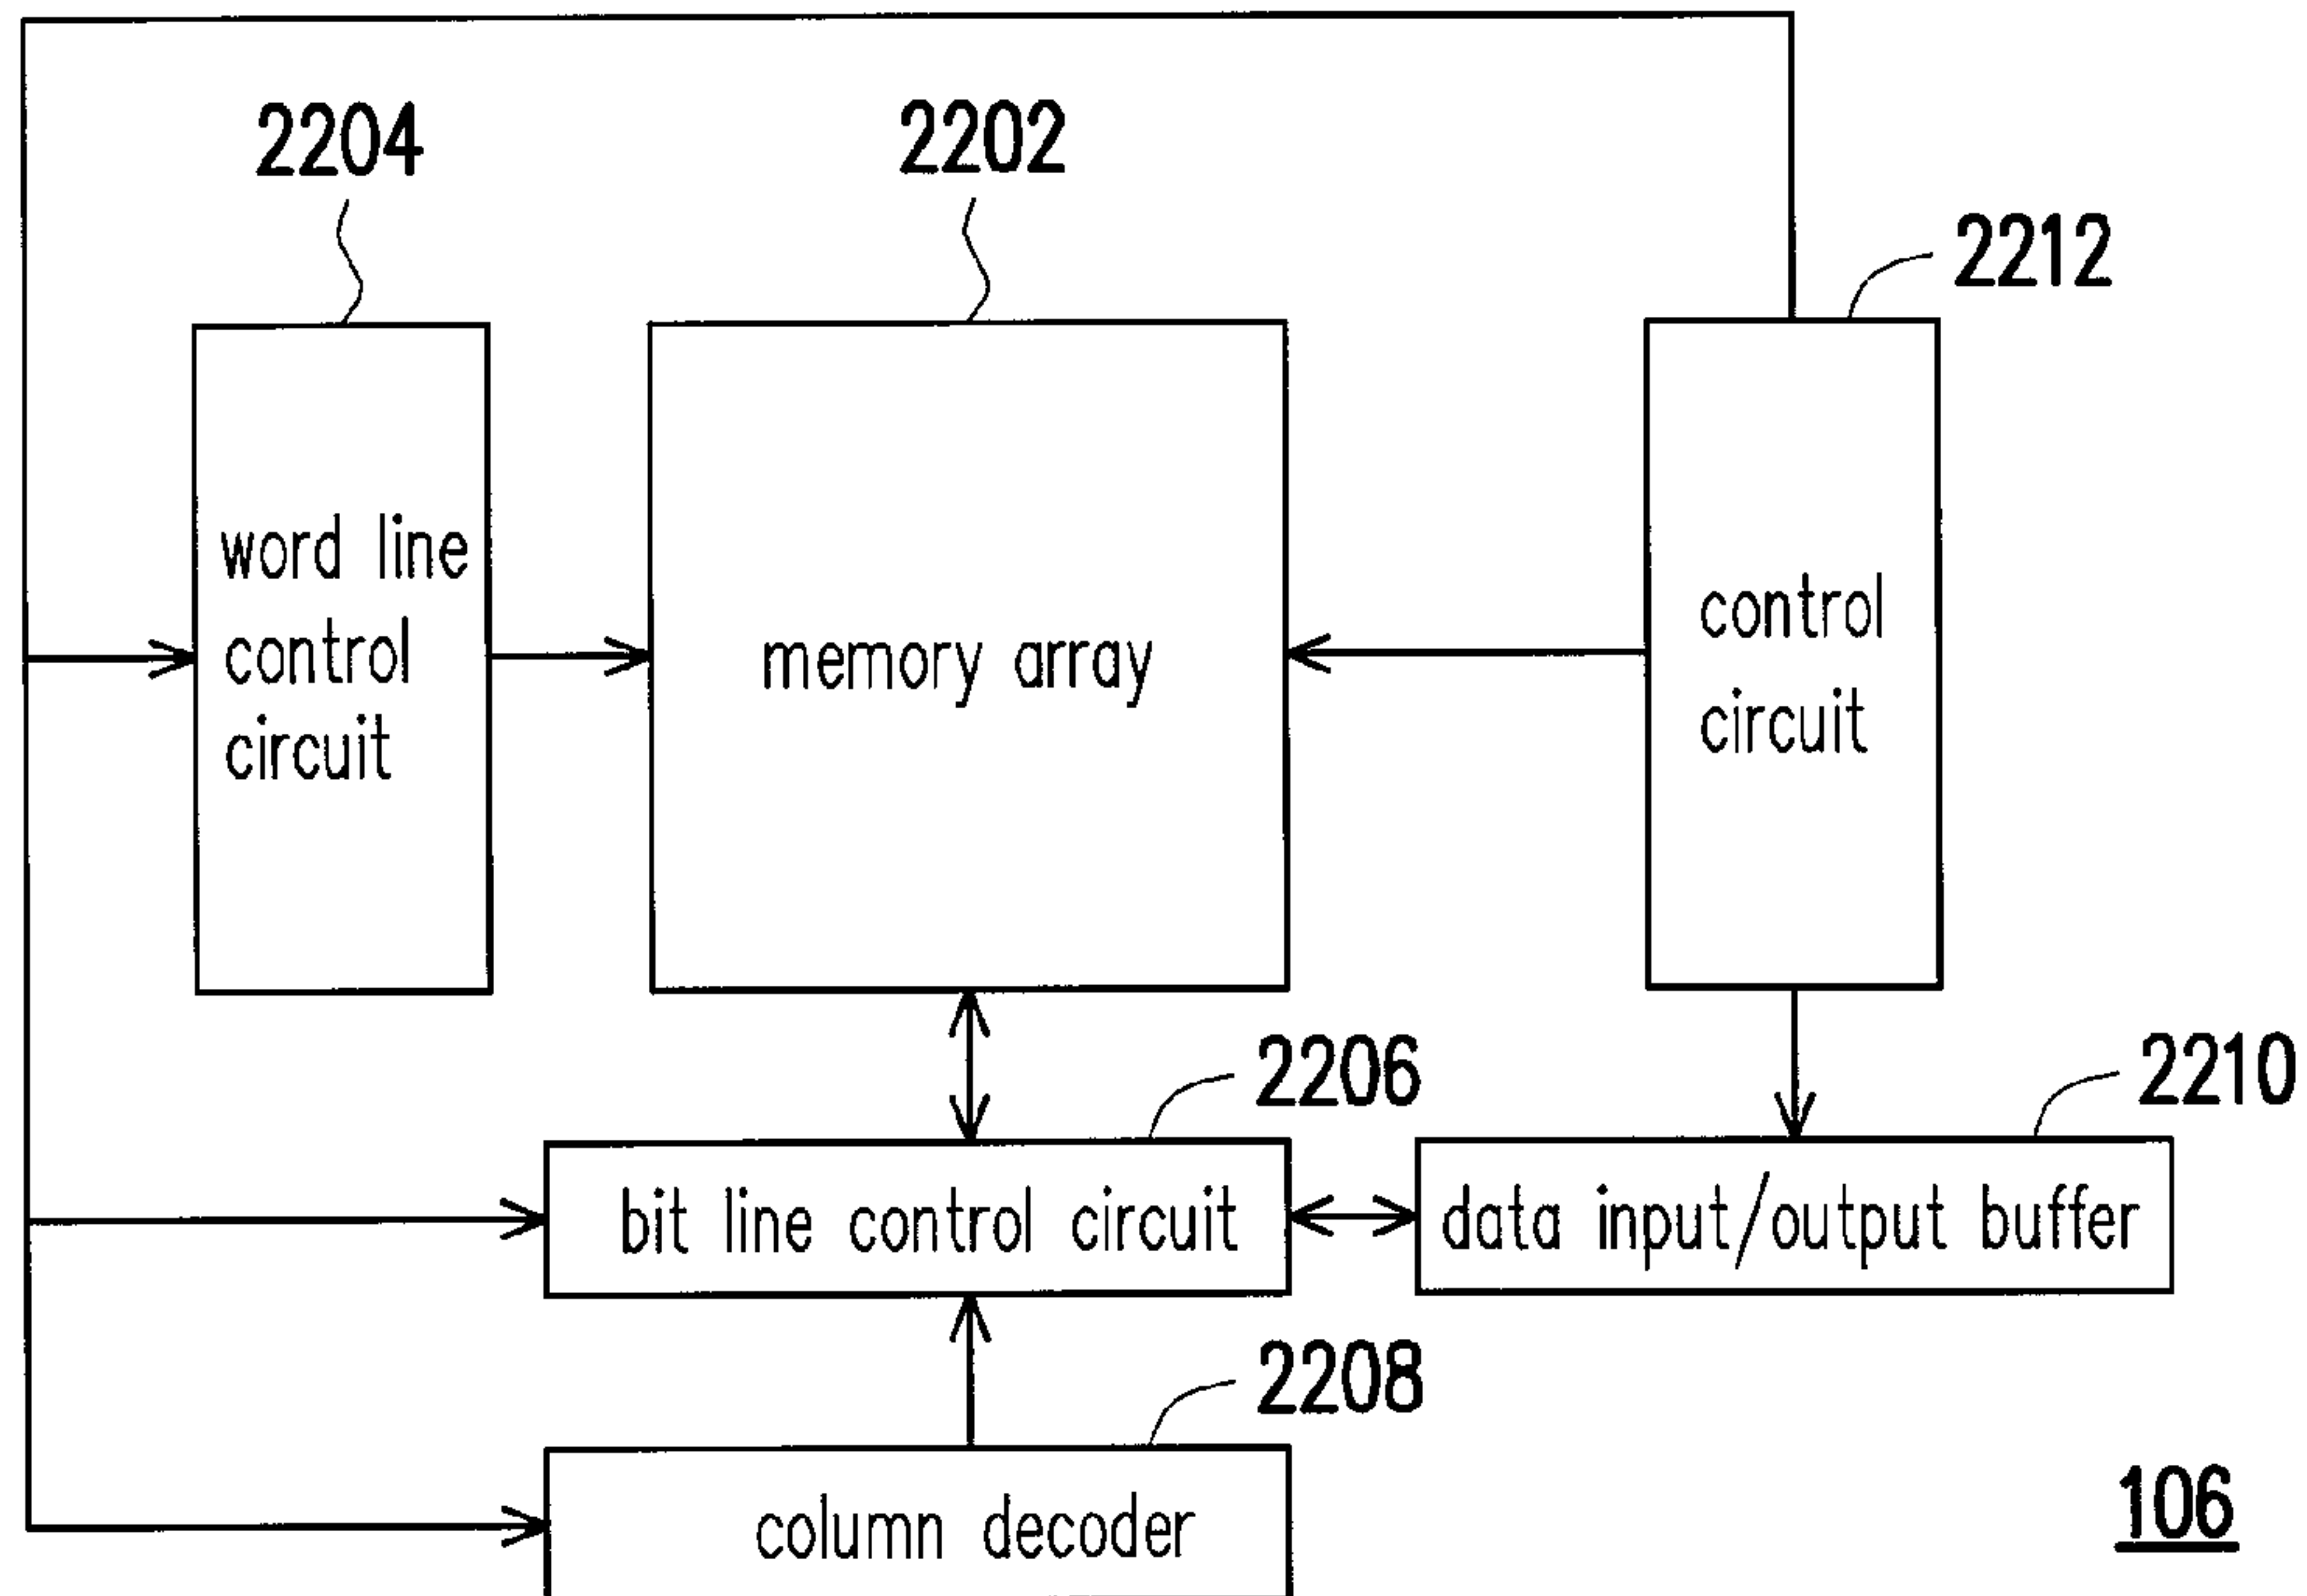 2204
2202
2212
word line
control
circuit
memory array
control
circuit
2206
2210
bit line control circuit
data input/output buffer
2208
column decoder
106